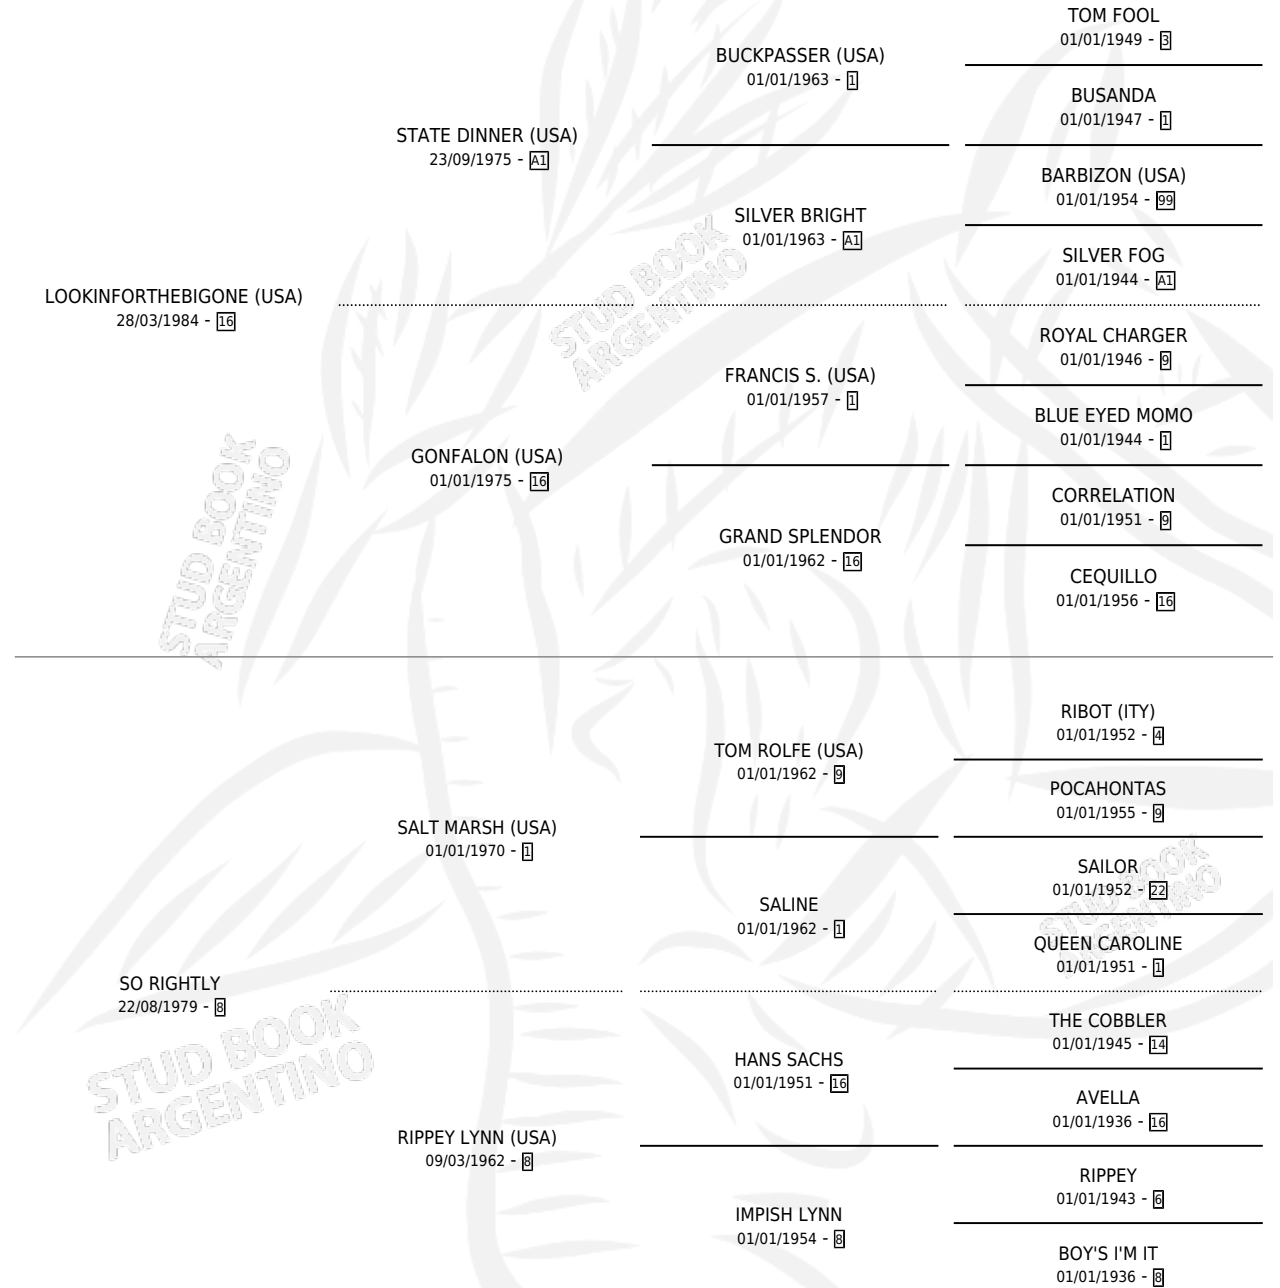 TOM FOOL
01/01/1949 - 3
BUCKPASSER (USA)
01/01/1963 - 1
BUSANDA
01/01/1947 - 1
STATE DINNER (USA)
23/09/1975 - A1
BARBIZON (USA)
01/01/1954 - 99
SILVER BRIGHT
01/01/1963 - A1
SILVER FOG
01/01/1944 - A1
STUD BOOK
ARGENTINO
LOOKINFORTHEBIGONE (USA)
28/03/1984 - 16
ROYAL CHARGER
01/01/1946 - 9
FRANCIS S. (USA)
01/01/1957 - 1
BLUE EYED MOMO
01/01/1944 - 1
GONFALON (USA)
01/01/1975 - 16
CORRELATION
01/01/1951 - 9
GRAND SPLENDOR
01/01/1962 - 16
CEQUILLO
01/01/1956 - 16
STUD BOOK
ARGENTINO
RIBOT (ITY)
01/01/1952 - 4
TOM ROLFE (USA)
01/01/1962 - 9
POCAHONTAS
01/01/1955 - 9
SALT MARSH (USA)
01/01/1970 - 1
SAILOR
01/01/1952 - 22
SALINE
01/01/1962 - 1
QUEEN CAROLINE
01/01/1951 - 1
STUD BOOK
ARGENTINO
SO RIGHTLY
22/08/1979 - 8
THE COBBLER
01/01/1945 - 14
HANS SACHS
01/01/1951 - 16
AVELLA
01/01/1936 - 16
STUD BOOK
ARGENTINO
RIPPEY LYNN (USA)
09/03/1962 - 8
RIPPEY
01/01/1943 - 6
IMPISH LYNN
01/01/1954 - 8
BOY'S I'M IT
01/01/1936 - 8